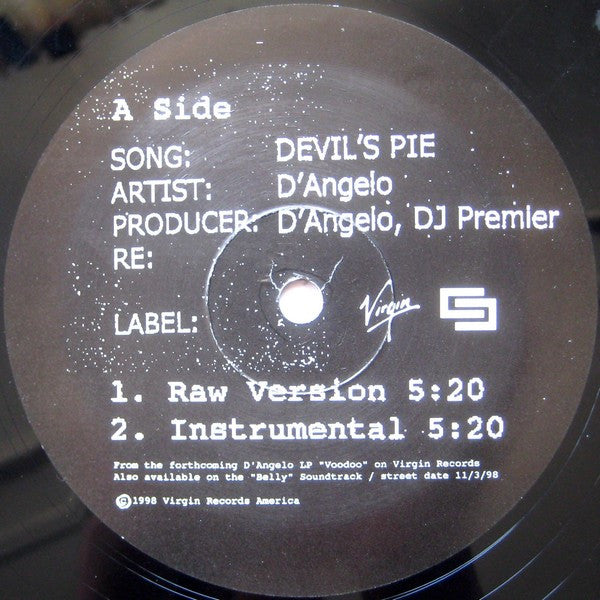 A Side
SONG: DEVIL'S PIE
ARTIST: D'Angelo
PRODUCER: D'Angelo, DJ Premier
RE:
LABEL: Virgin
1. Raw Version 5:20
2. Instrumental 5:20
From the forthcoming D'Angelo LP "Voodoo" on Virgin Records
Also available on the "Belly" Soundtrack / street date 11/3/98
©1998 Virgin Records America